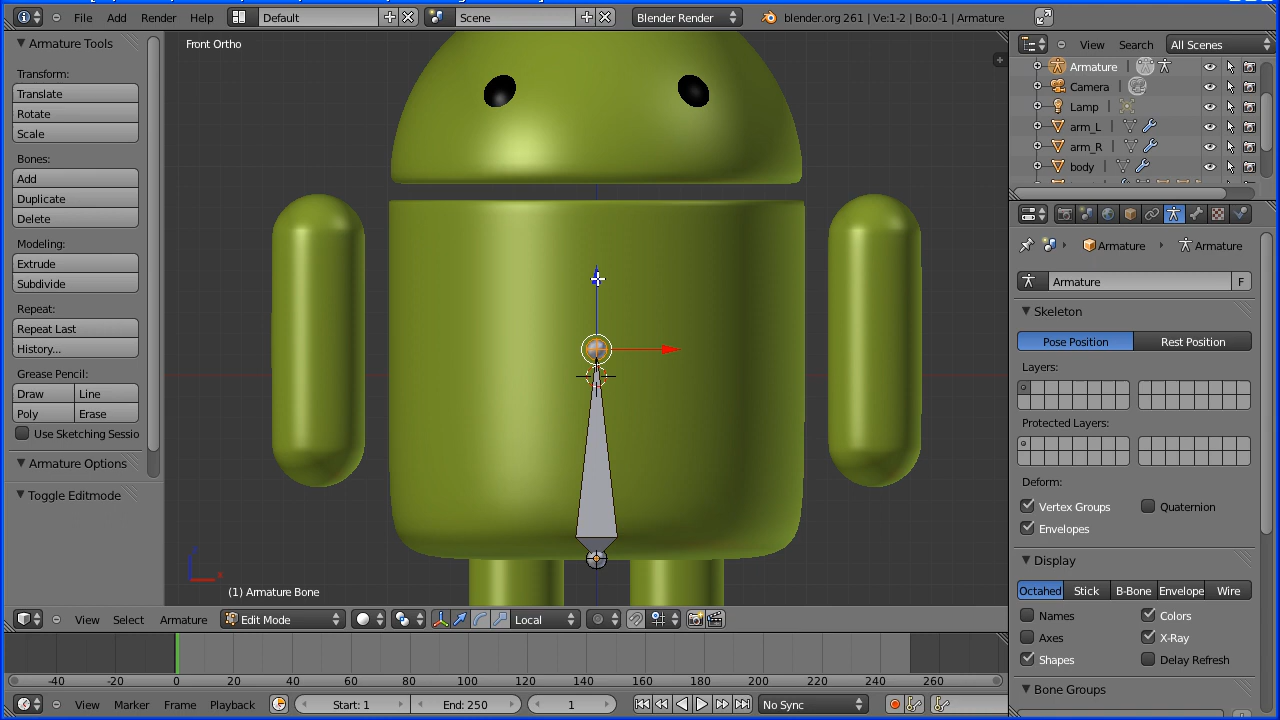 File Add Render Help Default Scene Blender Render blender.org 261 | Ve:1-2 | Bo:0-1 | Armature
Armature Tools
Transform:
Translate
Rotate
Scale
Bones:
Add
Duplicate
Delete
Modeling:
Extrude
Subdivide
Repeat:
Repeat Last
History...
Grease Pencil:
Draw Line
Poly Erase
Use Sketching Sessio
Armature Options
Toggle Editmode
Front Ortho
(1) Armature Bone
View Select Armature Edit Mode Local
-40 -20 0 20 40 60 80 100 120 140 160 180 200 220 240 260
View Marker Frame Playback Start: 1 End: 250 1 No Sync
View Search All Scenes
Armature
Camera
Lamp
arm_L
arm_R
body
Armature Armature
Armature F
Skeleton
Pose Position Rest Position
Layers:
Protected Layers:
Deform:
Vertex Groups Quaternion
Envelopes
Display
Octahed Stick B-Bone Envelope Wire
Names Colors
Axes X-Ray
Shapes Delay Refresh
Bone Groups